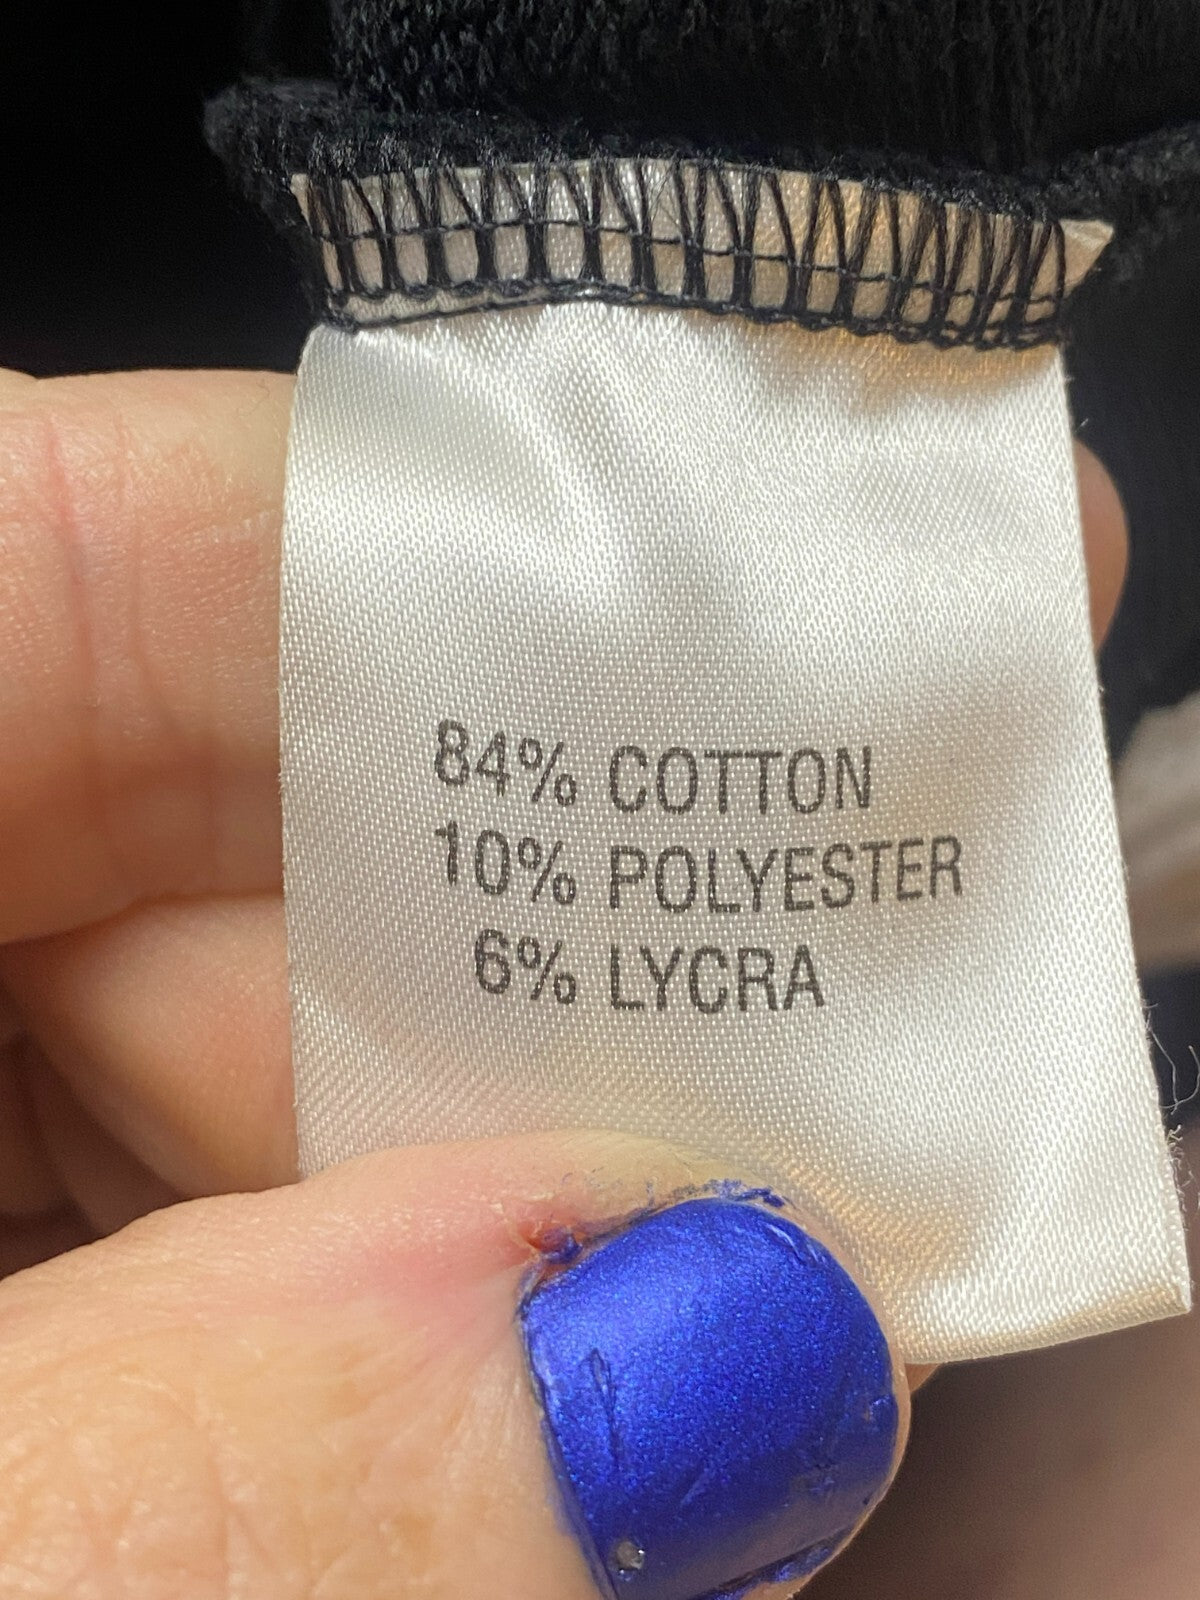 84% COTTON
10% POLYESTER
6% LYCRA